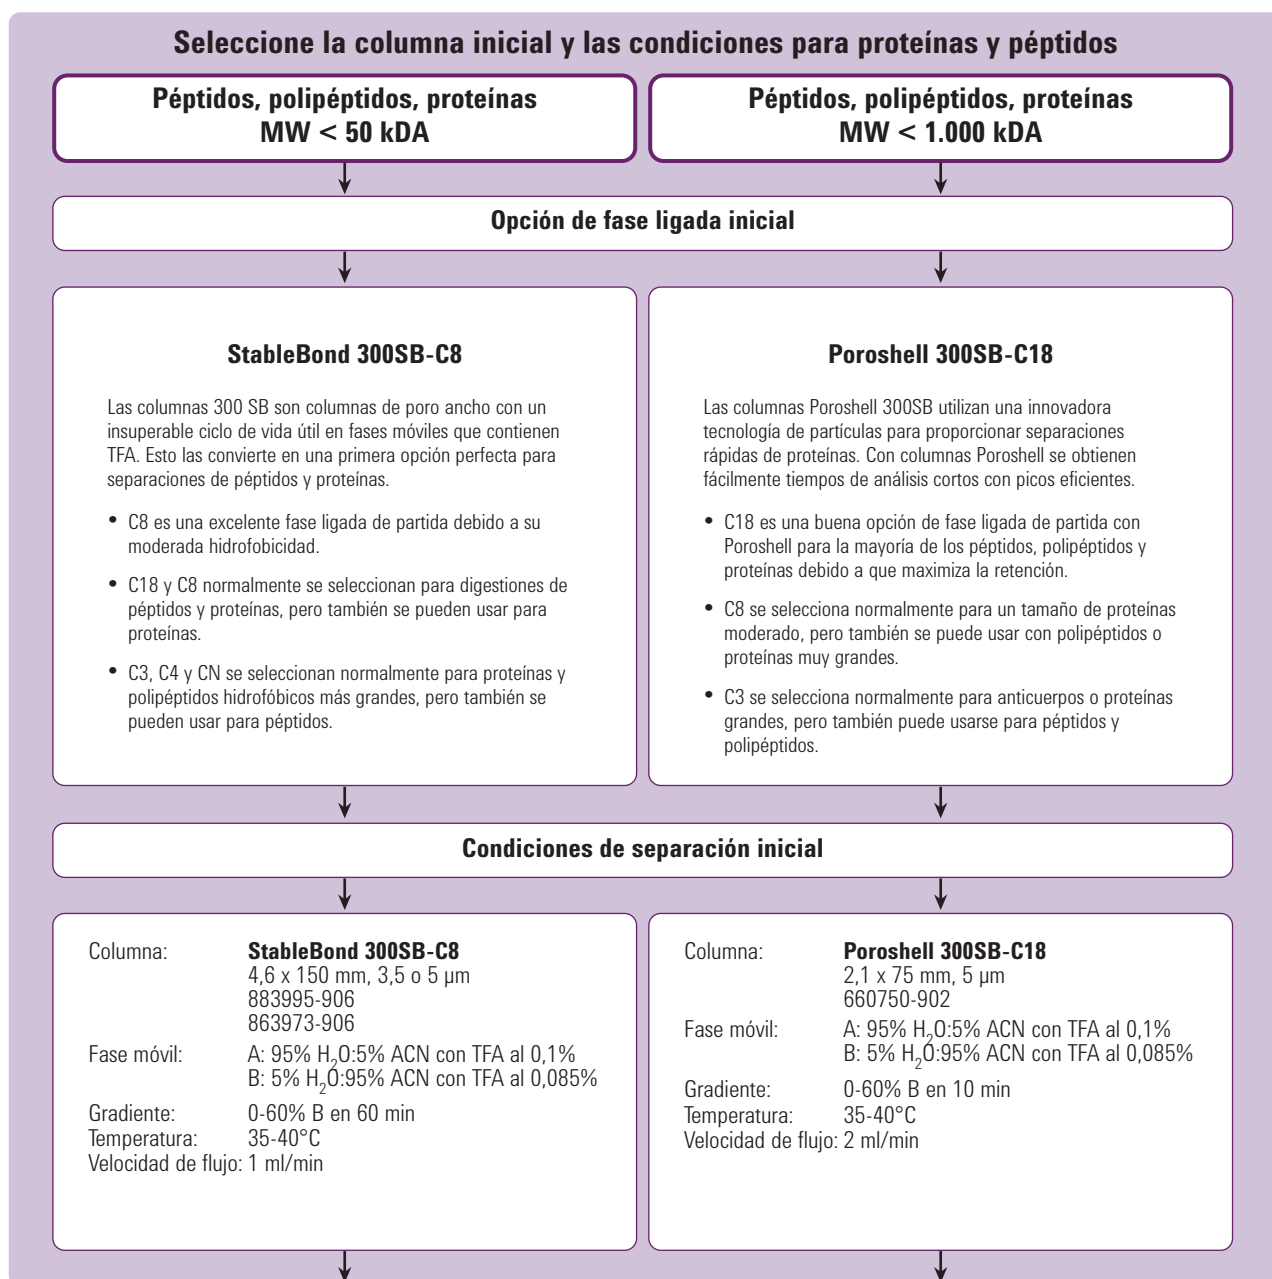 Seleccione la columna inicial y las condiciones para proteínas y péptidos
Péptidos, polipéptidos, proteínas
MW < 50 kDA
Péptidos, polipéptidos, proteínas
MW < 1.000 kDA
Opción de fase ligada inicial
StableBond 300SB-C8
Las columnas 300 SB son columnas de poro ancho con un
insuperable ciclo de vida útil en fases móviles que contienen
TFA. Esto las convierte en una primera opción perfecta para
separaciones de péptidos y proteínas.
• C8 es una excelente fase ligada de partida debido a su
moderada hidrofobicidad.
• C18 y C8 normalmente se seleccionan para digestiones de
péptidos y proteínas, pero también se pueden usar para
proteínas.
• C3, C4 y CN se seleccionan normalmente para proteínas y
polipéptidos hidrofóbicos más grandes, pero también se
pueden usar para péptidos.
Poroshell 300SB-C18
Las columnas Poroshell 300SB utilizan una innovadora
tecnología de partículas para proporcionar separaciones
rápidas de proteínas. Con columnas Poroshell se obtienen
fácilmente tiempos de análisis cortos con picos eficientes.
• C18 es una buena opción de fase ligada de partida con
Poroshell para la mayoría de los péptidos, polipéptidos y
proteínas debido a que maximiza la retención.
• C8 se selecciona normalmente para un tamaño de proteínas
moderado, pero también se puede usar con polipéptidos o
proteínas muy grandes.
• C3 se selecciona normalmente para anticuerpos o proteínas
grandes, pero también puede usarse para péptidos y
polipéptidos.
Condiciones de separación inicial
Columna: StableBond 300SB-C8
4,6 x 150 mm, 3,5 o 5 µm
883995-906
863973-906
Fase móvil: A: 95% H₂O:5% ACN con TFA al 0,1%
B: 5% H₂O:95% ACN con TFA al 0,085%
Gradiente: 0-60% B en 60 min
Temperatura: 35-40°C
Velocidad de flujo: 1 ml/min
Columna: Poroshell 300SB-C18
2,1 x 75 mm, 5 µm
660750-902
Fase móvil: A: 95% H₂O:5% ACN con TFA al 0,1%
B: 5% H₂O:95% ACN con TFA al 0,085%
Gradiente: 0-60% B en 10 min
Temperatura: 35-40°C
Velocidad de flujo: 2 ml/min